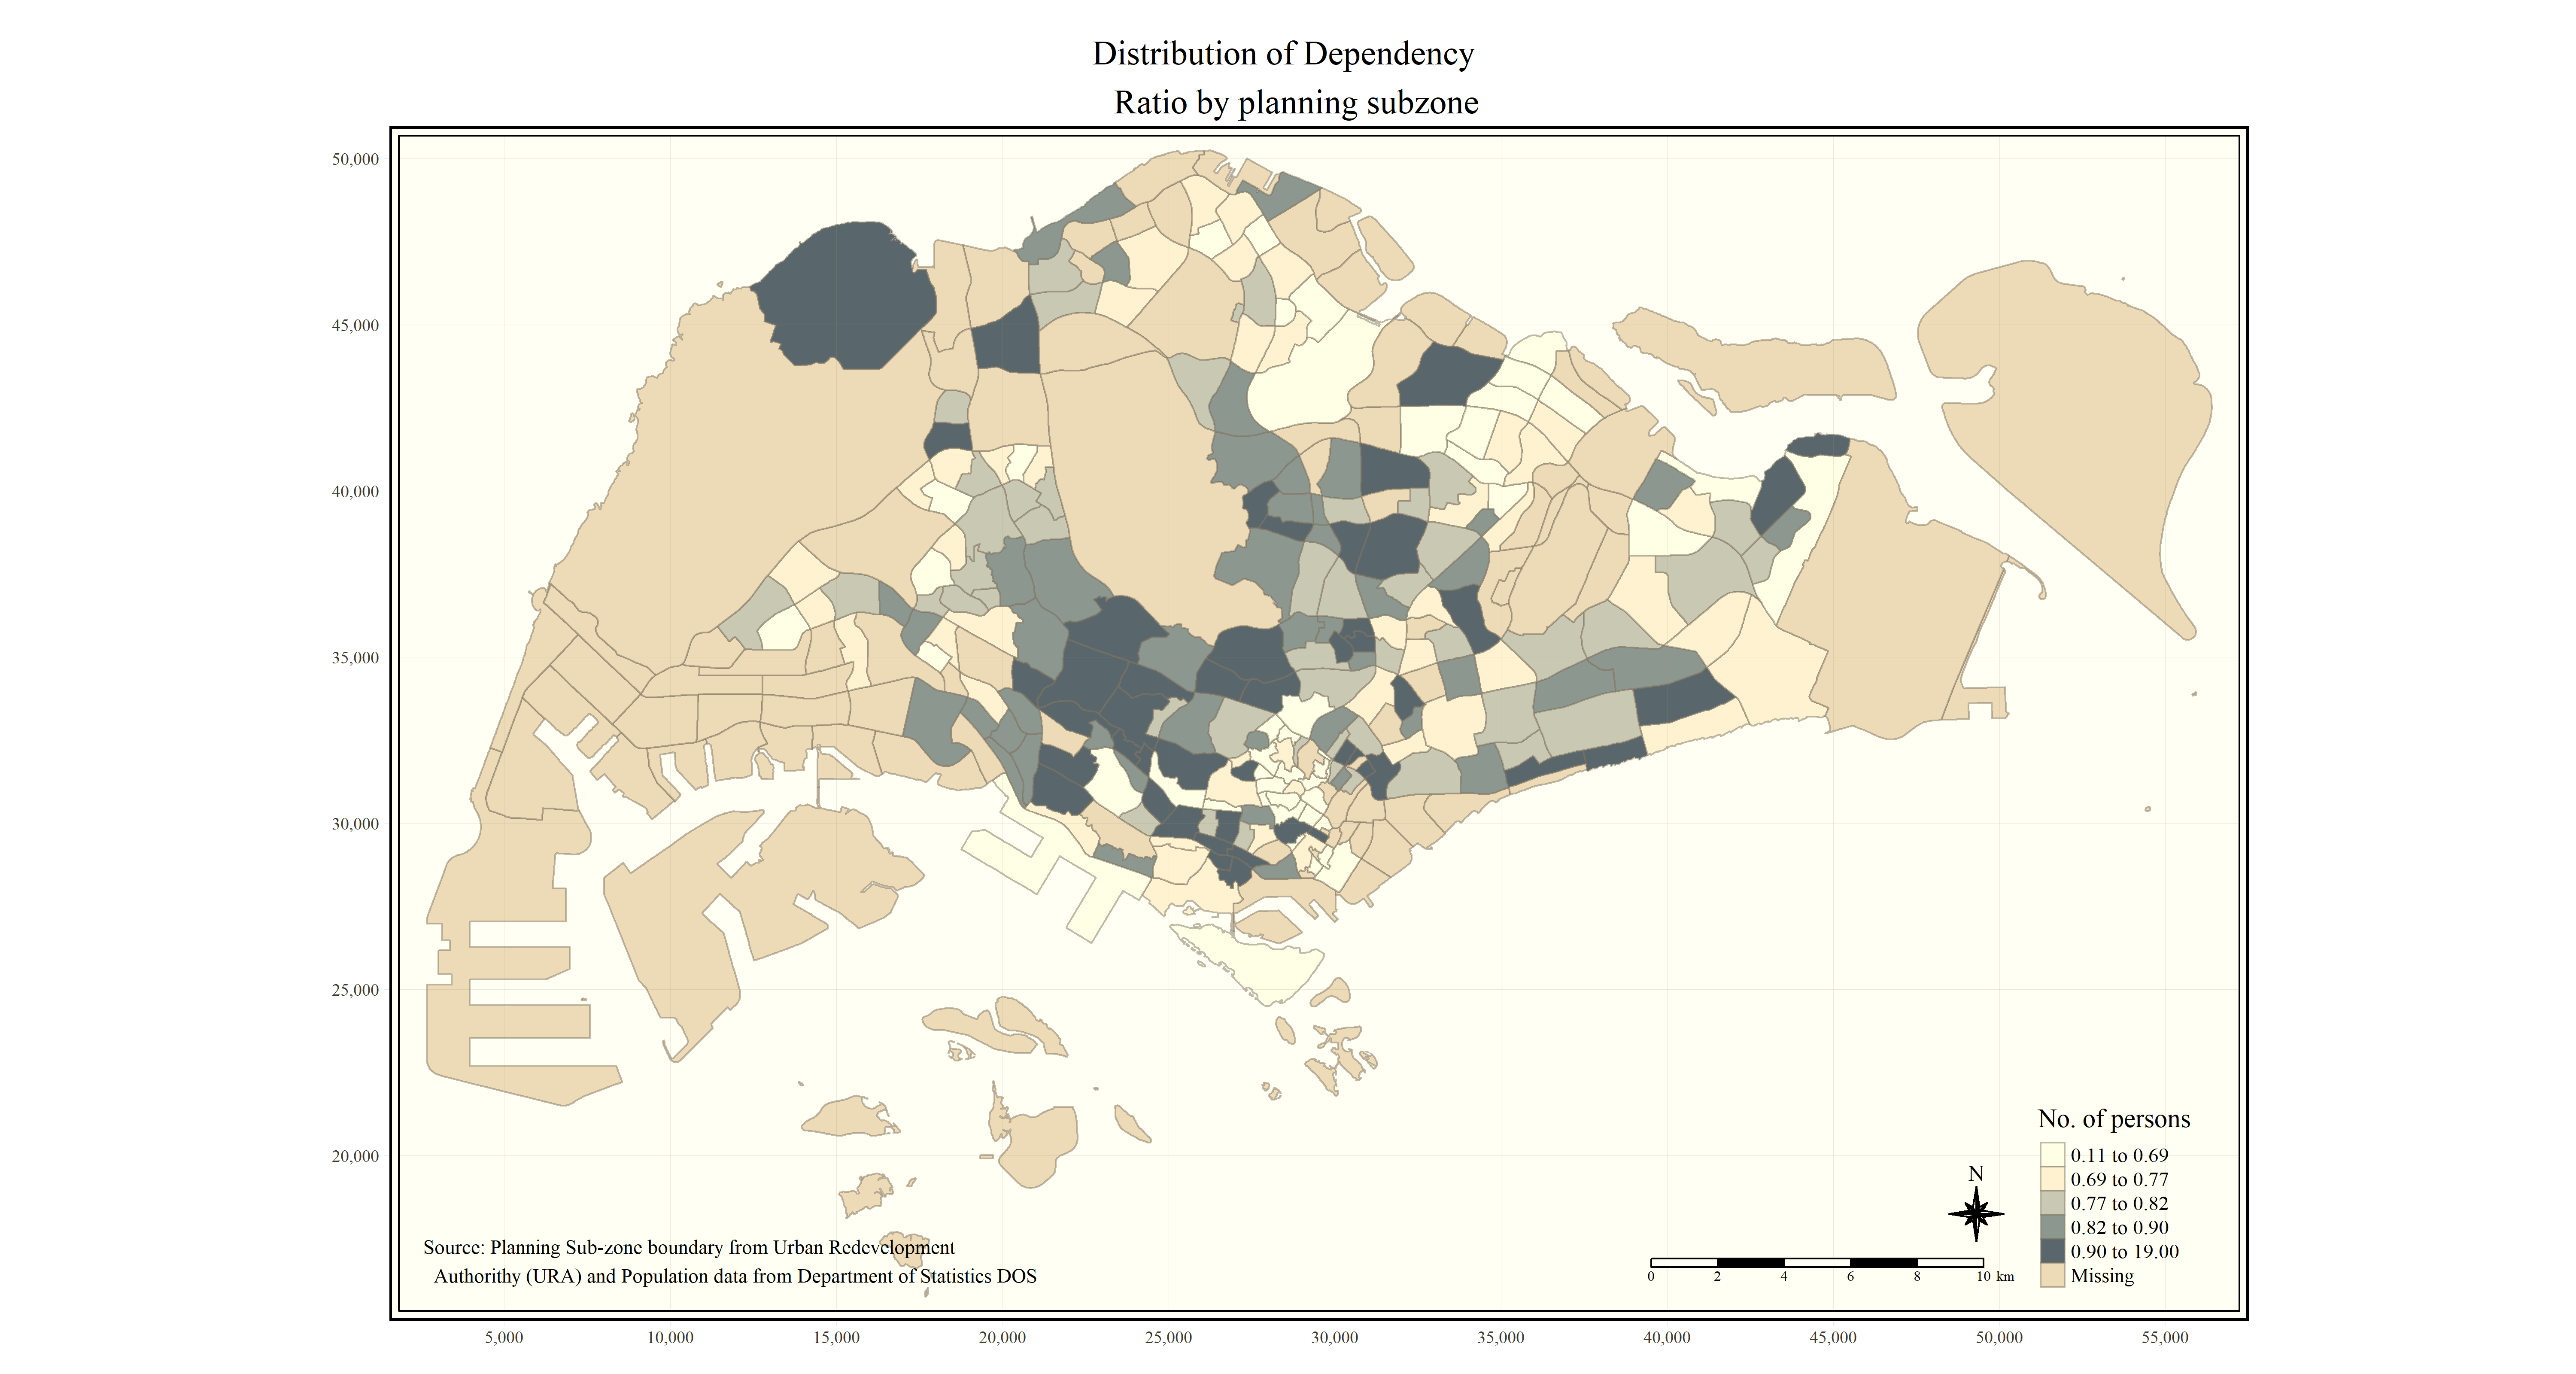 Distribution of Dependency
Ratio by planning subzone
50,000
45,000
40,000
35,000
30,000
25,000
20,000
No. of persons
0.11 to 0.69
0.69 to 0.77
0.77 to 0.82
0.82 to 0.90
0.90 to 19.00
Missing
N
0 2 4 6 8 10 km
Source: Planning Sub-zone boundary from Urban Redevelopment
Authorithy (URA) and Population data from Department of Statistics DOS
5,000 10,000 15,000 20,000 25,000 30,000 35,000 40,000 45,000 50,000 55,000